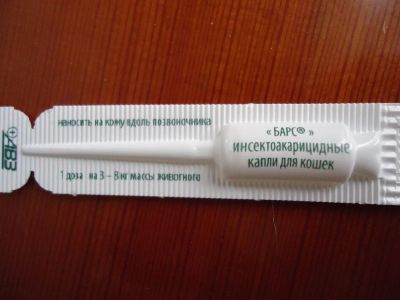 наносить на кожу вдоль позвоночника
« БАРС® »
инсектоакарицидные
капли для кошек
1 доза на 3 – 8 кг массы животного
АВЗ